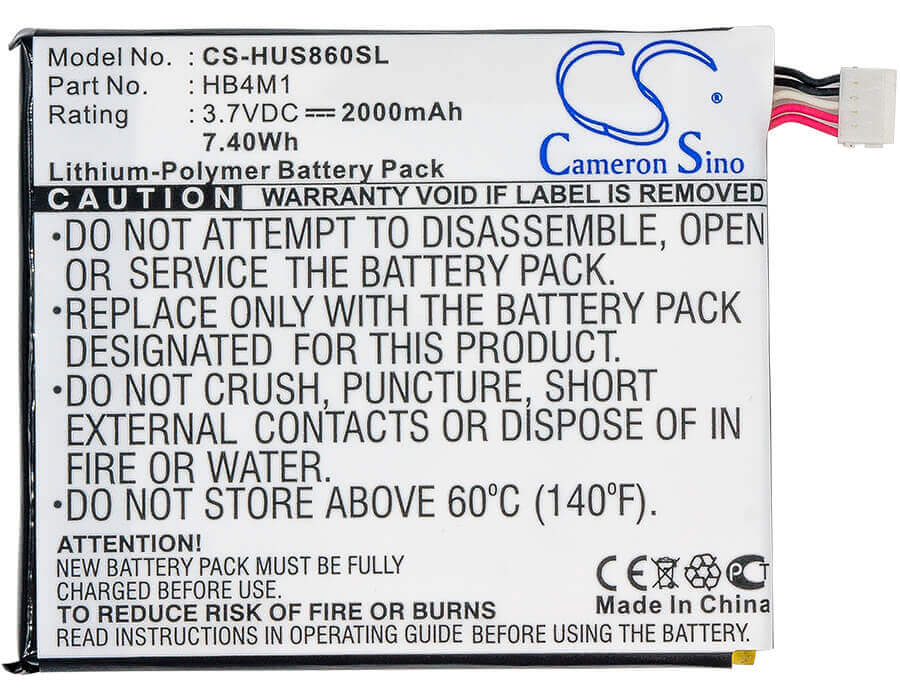 Model No. : CS-HUS860SL
Part No. : HB4M1
Rating : 3.7VDC ⎓ 2000mAh
7.40Wh
Lithium-Polymer Battery Pack
CS ®
Cameron Sino
CAUTION WARRANTY VOID IF LABEL IS REMOVED
•DO NOT ATTEMPT TO DISASSEMBLE, OPEN
OR SERVICE THE BATTERY PACK.
•REPLACE ONLY WITH THE BATTERY PACK
DESIGNATED FOR THIS PRODUCT.
•DO NOT CRUSH, PUNCTURE, SHORT
EXTERNAL CONTACTS OR DISPOSE OF IN
FIRE OR WATER.
•DO NOT STORE ABOVE 60°C (140°F).
ATTENTION!
NEW BATTERY PACK MUST BE FULLY
CHARGED BEFORE USE.
TO REDUCE RISK OF FIRE OR BURNS
READ INSTRUCTIONS IN OPERATING GUIDE BEFORE USING THE BATTERY.
CE PCT
Made In China